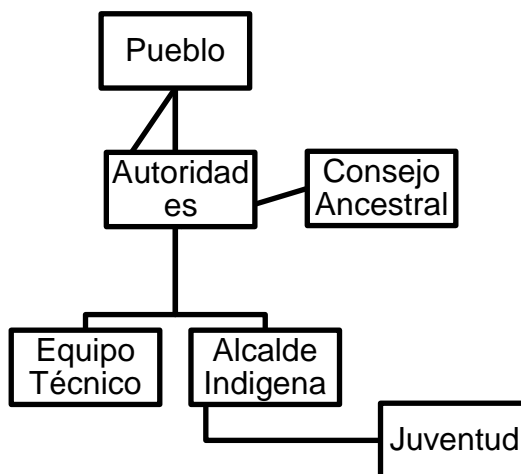 Pueblo
Autoridad
es
Consejo
Ancestral
Equipo
Técnico
Alcalde
Indigena
Juventud